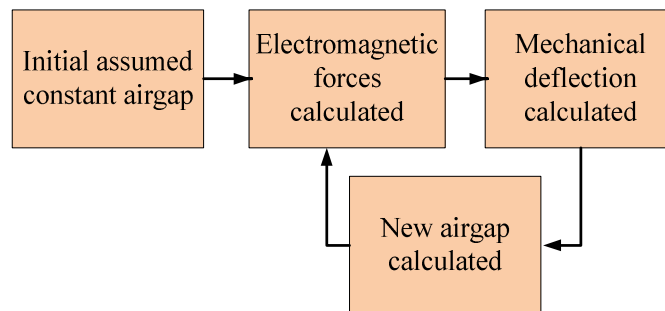 Initial assumed
constant airgap
Electromagnetic
forces
calculated
Mechanical
deflection
calculated
New airgap
calculated